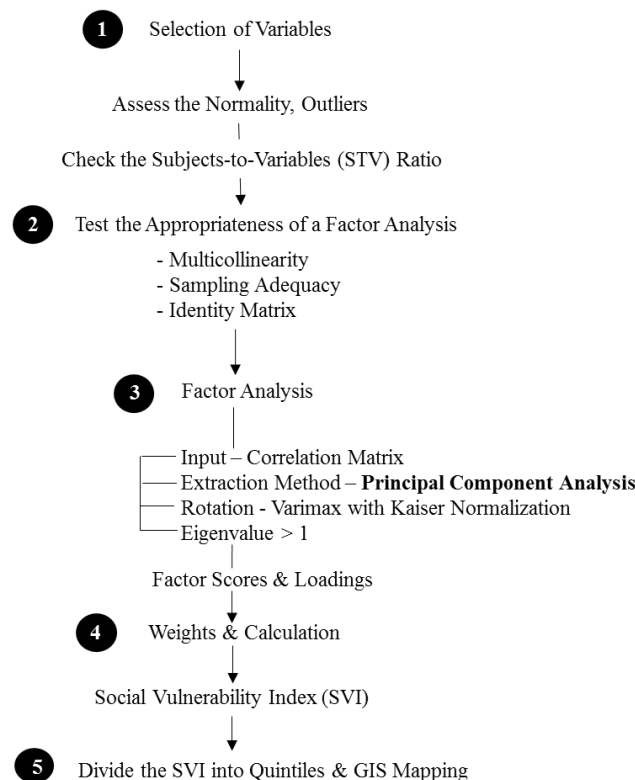 1 Selection of Variables
Assess the Normality, Outliers
Check the Subjects-to-Variables (STV) Ratio
2 Test the Appropriateness of a Factor Analysis
- Multicollinearity
- Sampling Adequacy
- Identity Matrix
3 Factor Analysis
Input – Correlation Matrix
Extraction Method – Principal Component Analysis
Rotation - Varimax with Kaiser Normalization
Eigenvalue > 1
Factor Scores & Loadings
4 Weights & Calculation
Social Vulnerability Index (SVI)
5 Divide the SVI into Quintiles & GIS Mapping